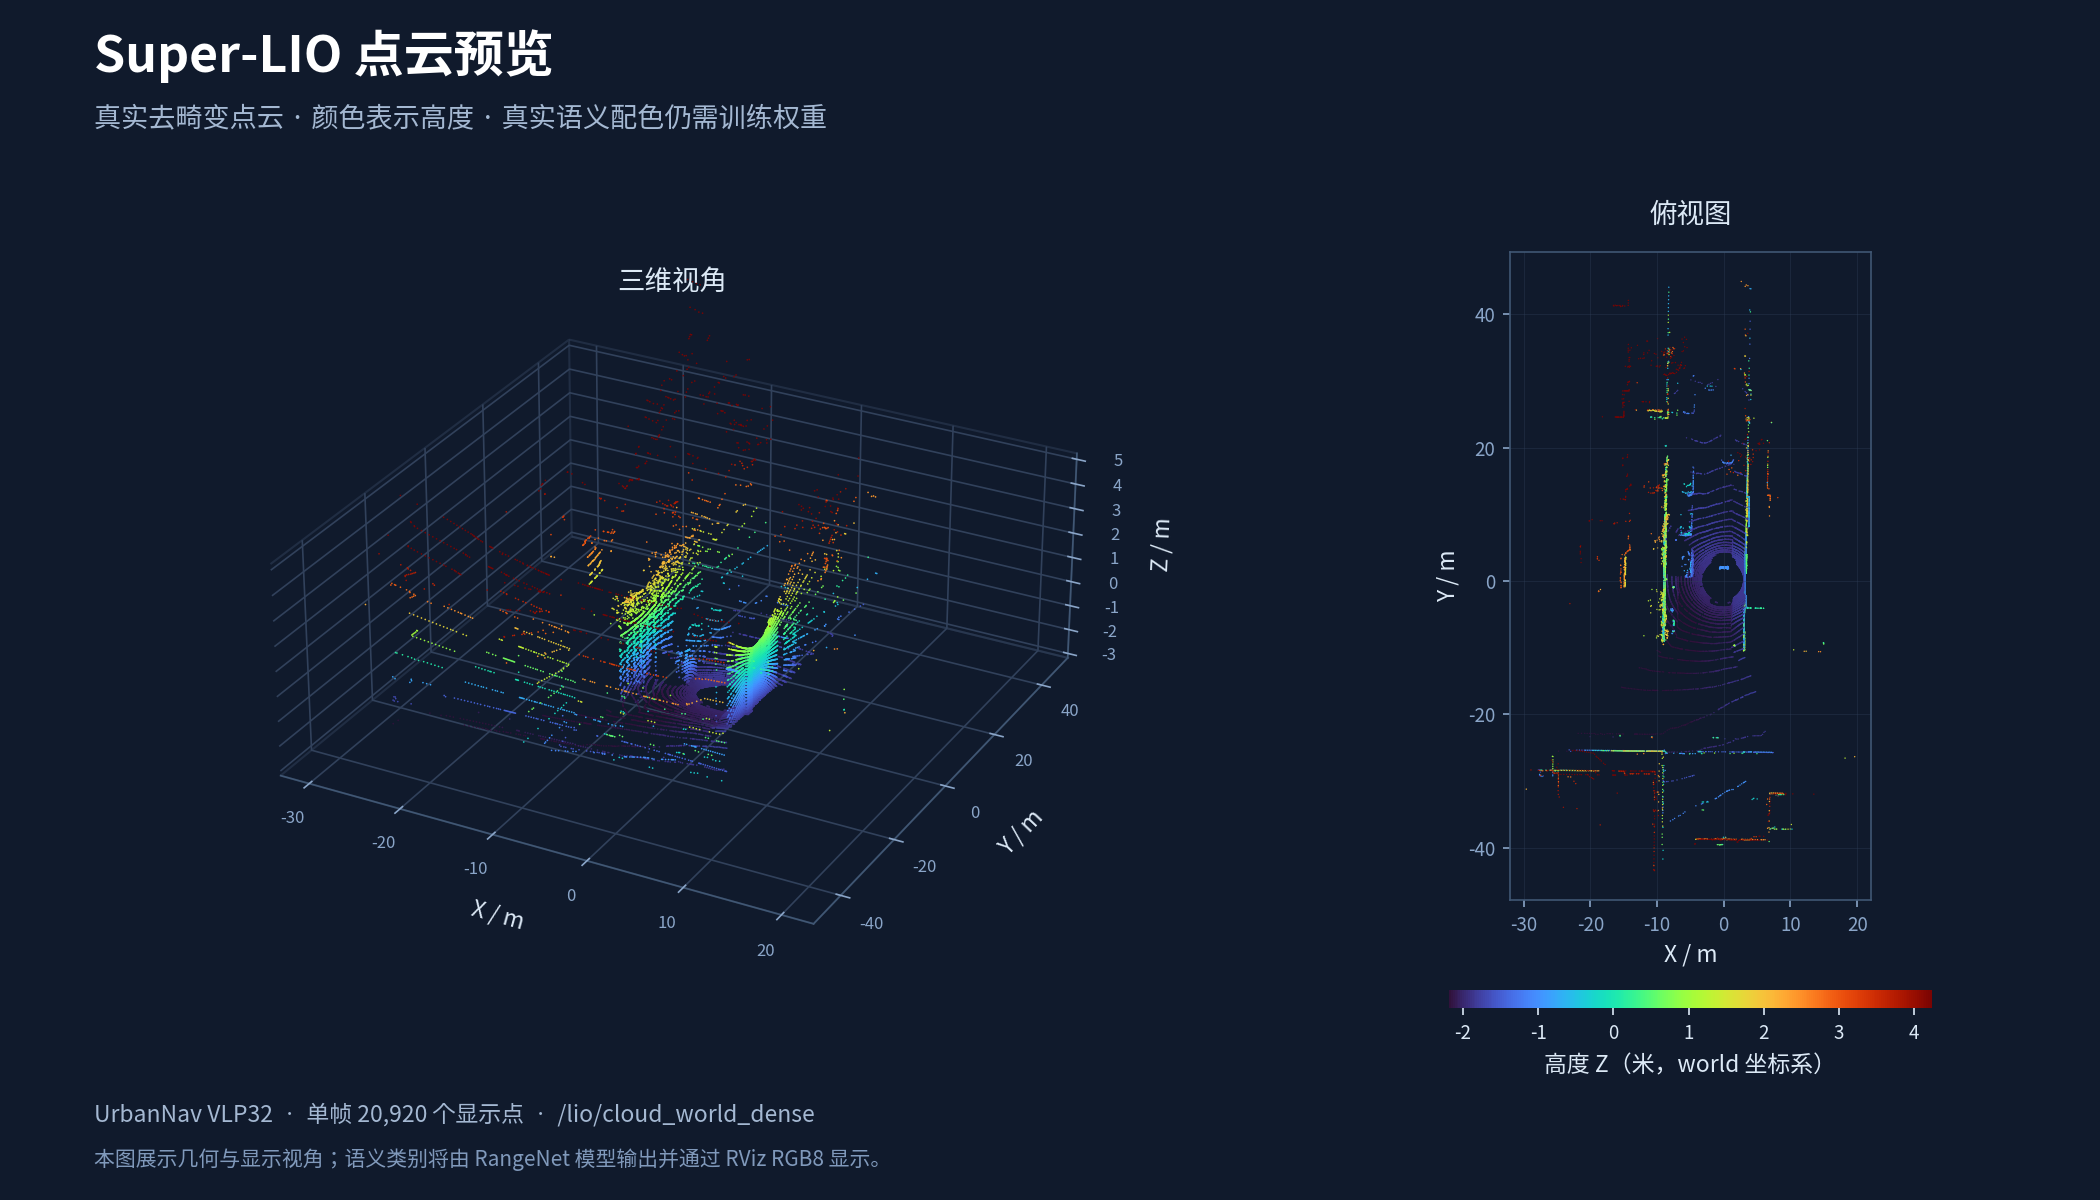 Super-LIO 点云预览
真实去畸变点云 · 颜色表示高度 · 真实语义配色仍需训练权重
三维视角
5
4
3
2
1
0
-1
-2
-3
Z / m
40
20
0
-20
-40
Y / m
-30
-20
-10
0
10
20
X / m
俯视图
40
20
0
-20
-40
Y / m
-30 -20 -10 0 10 20
X / m
-2 -1 0 1 2 3 4
高度 Z（米，world 坐标系）
UrbanNav VLP32 · 单帧 20,920 个显示点 · /lio/cloud_world_dense
本图展示几何与显示视角；语义类别将由 RangeNet 模型输出并通过 RViz RGB8 显示。